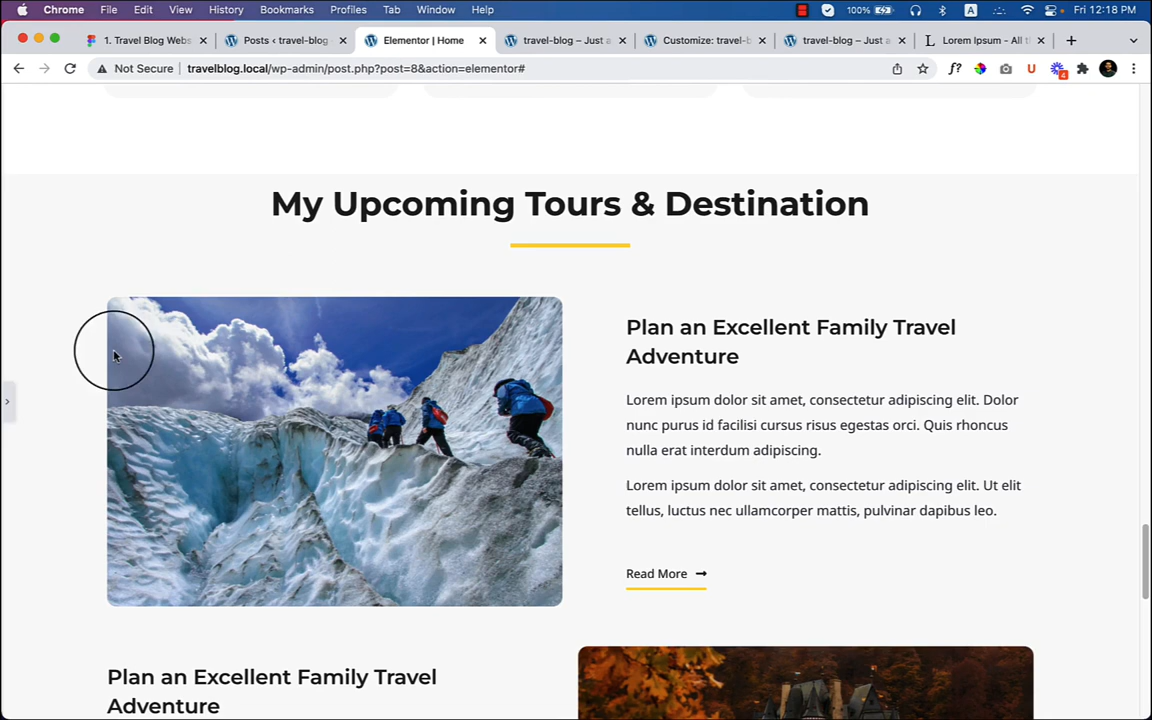 Chrome File Edit View History Bookmarks Profiles Tab Window Help 100% A Fri 12:18 PM
1. Travel Blog Webs Posts ‹ travel-blog Elementor | Home travel-blog – Just a Customize: travel-b travel-blog – Just a Lorem Ipsum - All t
Not Secure travelblog.local/wp-admin/post.php?post=8&action=elementor# f? U 4
My Upcoming Tours & Destination
Plan an Excellent Family Travel
Adventure
Lorem ipsum dolor sit amet, consectetur adipiscing elit. Dolor
nunc purus id facilisi cursus risus egestas orci. Quis rhoncus
nulla erat interdum adipiscing.
Lorem ipsum dolor sit amet, consectetur adipiscing elit. Ut elit
tellus, luctus nec ullamcorper mattis, pulvinar dapibus leo.
Read More
Plan an Excellent Family Travel
Adventure